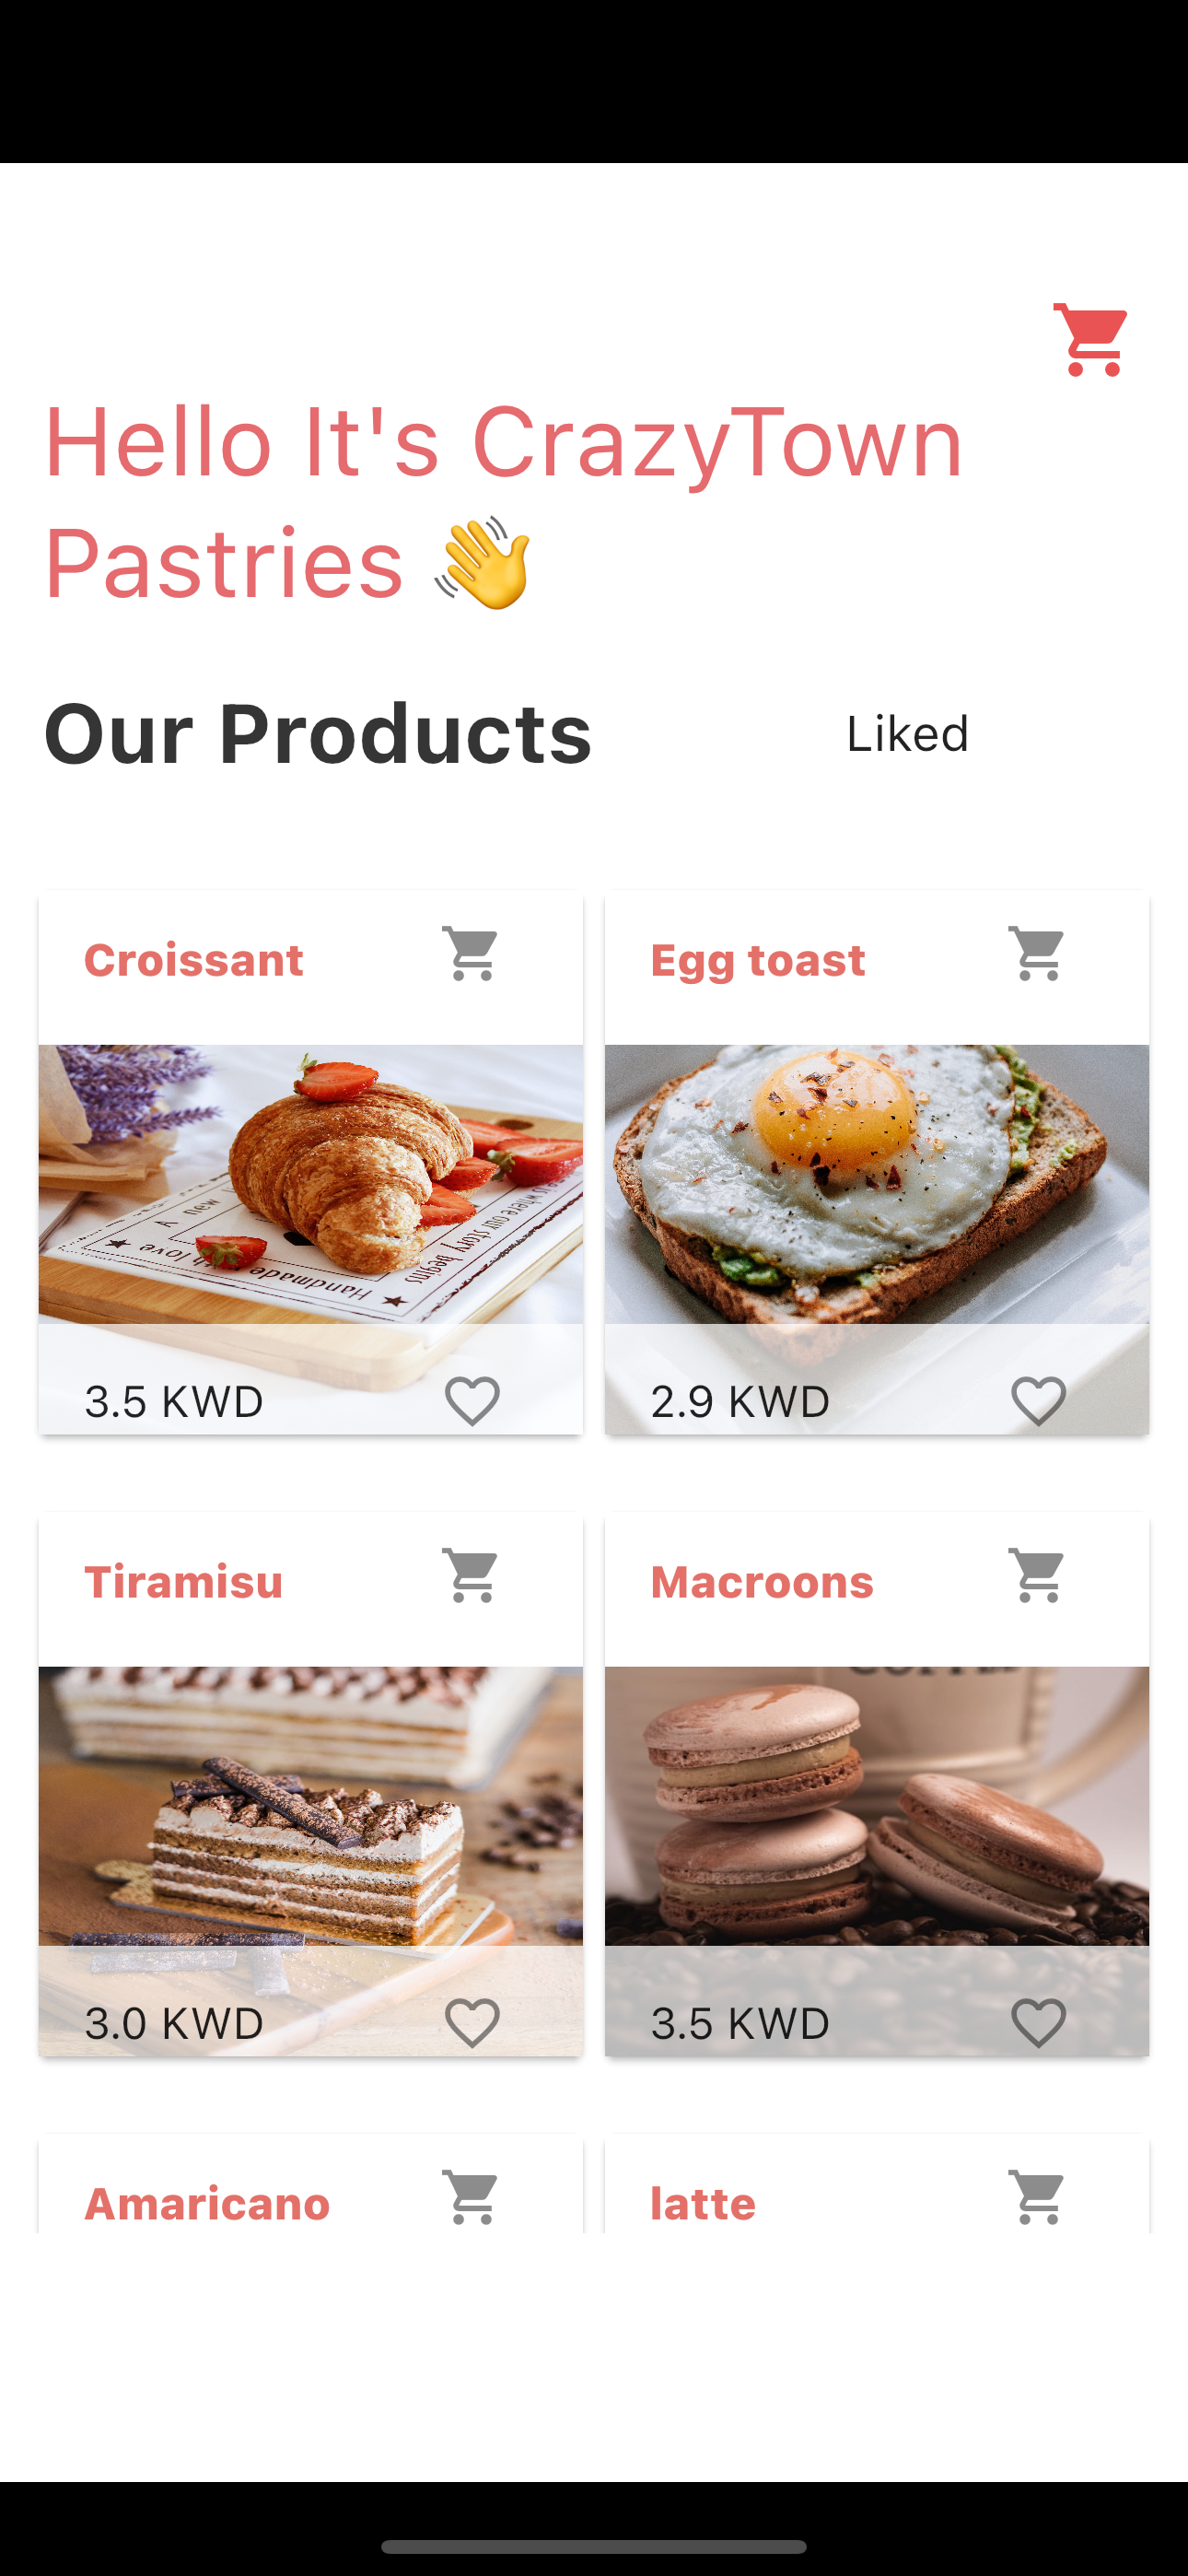 Hello It's CrazyTown
Pastries 👋
Our Products
Liked
Croissant
Egg toast
A new
where our story begins
Handmade
love
3.5 KWD
2.9 KWD
Tiramisu
Macroons
3.0 KWD
3.5 KWD
Amaricano
latte